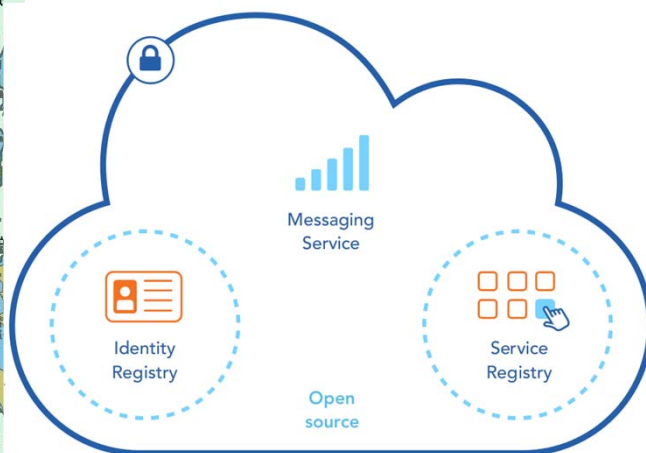 Messaging
Service
Identity
Registry
Service
Registry
Open
source